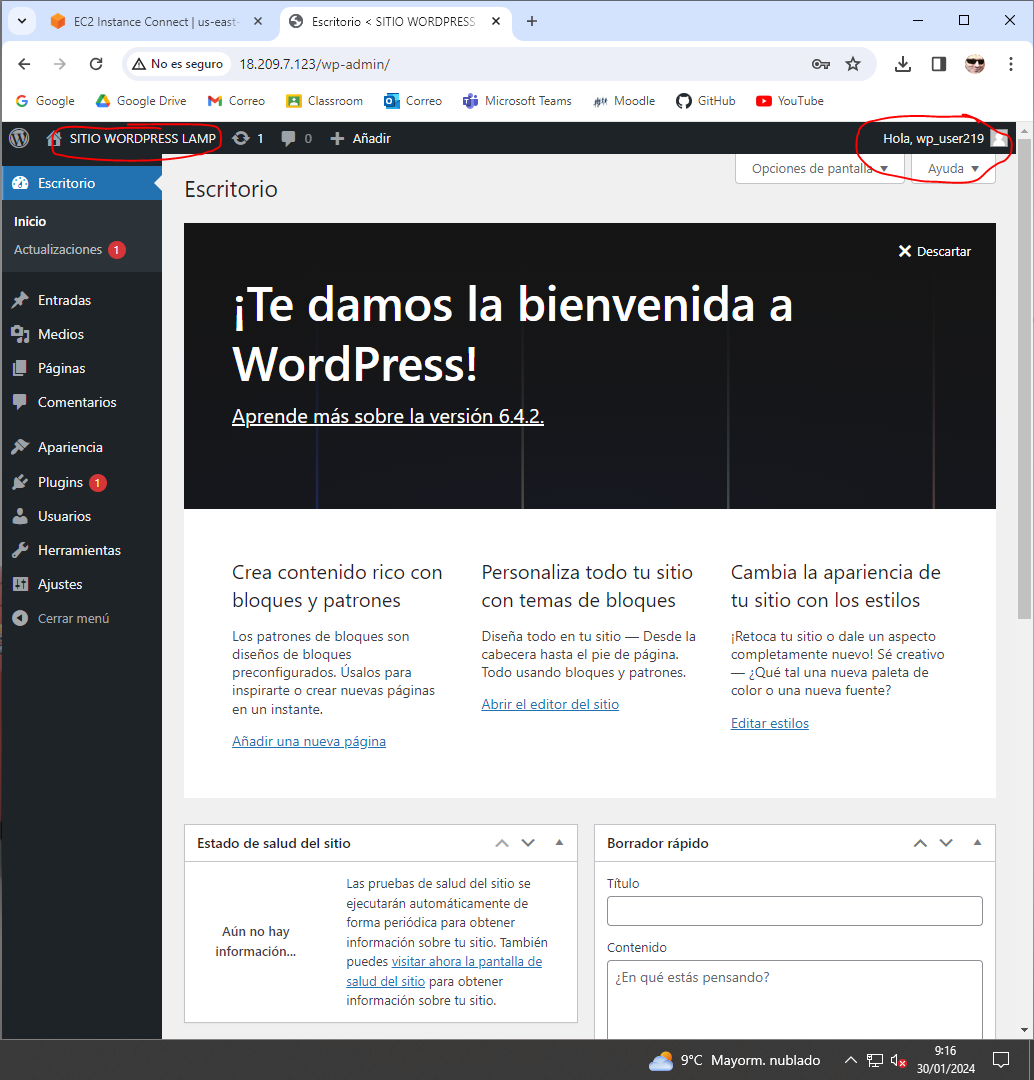 EC2 Instance Connect | us-east-
Escritorio < SITIO WORDPRESS
No es seguro
18.209.7.123/wp-admin/
Google
Google Drive
Correo
Classroom
Correo
Microsoft Teams
Moodle
GitHub
YouTube
SITIO WORDPRESS LAMP
1
0
Añadir
Hola, wp_user219
Opciones de pantalla
Ayuda
Escritorio
Inicio
Actualizaciones 1
Entradas
Medios
Páginas
Comentarios
Apariencia
Plugins 1
Usuarios
Herramientas
Ajustes
Cerrar menú
Escritorio
Descartar
¡Te damos la bienvenida a
WordPress!
Aprende más sobre la versión 6.4.2.
Crea contenido rico con
bloques y patrones
Los patrones de bloques son
diseños de bloques
preconfigurados. Úsalos para
inspirarte o crear nuevas páginas
en un instante.
Añadir una nueva página
Personaliza todo tu sitio
con temas de bloques
Diseña todo en tu sitio — Desde la
cabecera hasta el pie de página.
Todo usando bloques y patrones.
Abrir el editor del sitio
Cambia la apariencia de
tu sitio con los estilos
¡Retoca tu sitio o dale un aspecto
completamente nuevo! Sé creativo
— ¿Qué tal una nueva paleta de
color o una nueva fuente?
Editar estilos
Estado de salud del sitio
Aún no hay
información...
Las pruebas de salud del sitio se
ejecutarán automáticamente de
forma periódica para obtener
información sobre tu sitio. También
puedes visitar ahora la pantalla de
salud del sitio para obtener
información sobre tu sitio.
Borrador rápido
Título
Contenido
¿En qué estás pensando?
9°C Mayorm. nublado
9:16
30/01/2024